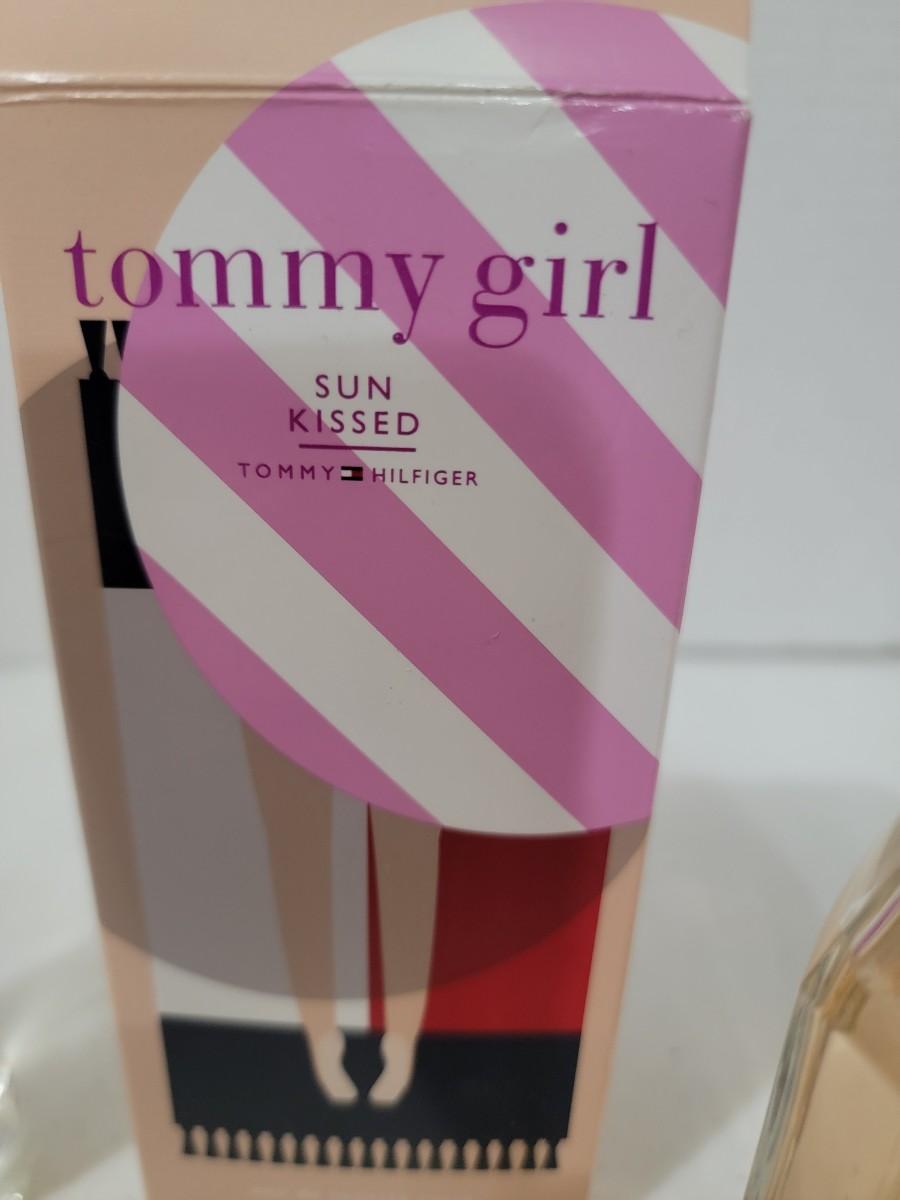 tommy girl
SUN
KISSED
TOMMY HILFIGER